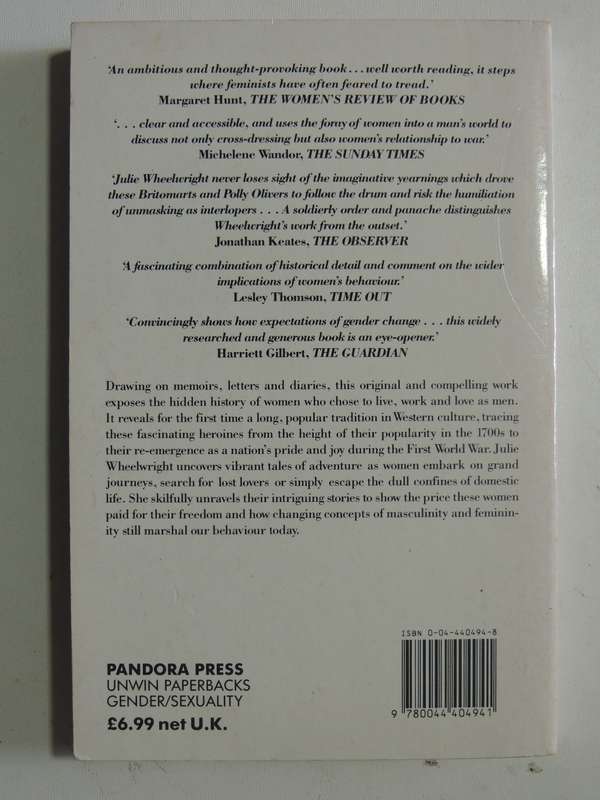 ‘An ambitious and thought-provoking book . . . well worth reading, it steps
where feminists have often feared to tread.’
Margaret Hunt, THE WOMEN'S REVIEW OF BOOKS
‘. . . clear and accessible, and uses the foray of women into a man's world to
discuss not only cross-dressing but also women's relationship to war.’
Michelene Wandor, THE SUNDAY TIMES
‘Julie Wheelwright never loses sight of the imaginative yearnings which drove
these Britomarts and Polly Olivers to follow the drum and risk the humiliation
of unmasking as interlopers . . . A soldierly order and panache distinguishes
Wheelwright's work from the outset.’
Jonathan Keates, THE OBSERVER
‘A fascinating combination of historical detail and comment on the wider
implications of women's behaviour.’
Lesley Thomson, TIME OUT
‘Convincingly shows how expectations of gender change . . . this widely
researched and generous book is an eye-opener.’
Harriett Gilbert, THE GUARDIAN
Drawing on memoirs, letters and diaries, this original and compelling work
exposes the hidden history of women who chose to live, work and love as men.
It reveals for the first time a long, popular tradition in Western culture, tracing
these fascinating heroines from the height of their popularity in the 1700s to
their re-emergence as a nation's pride and joy during the First World War. Julie
Wheelwright uncovers vibrant tales of adventure as women embark on grand
journeys, search for lost lovers or simply escape the dull confines of domestic
life. She skilfully unravels their intriguing stories to show the price these women
paid for their freedom and how changing concepts of masculinity and feminin-
ity still marshal our behaviour today.
ISBN 0-04-440494-8
9 780044 404941
PANDORA PRESS
UNWIN PAPERBACKS
GENDER/SEXUALITY
£6.99 net U.K.